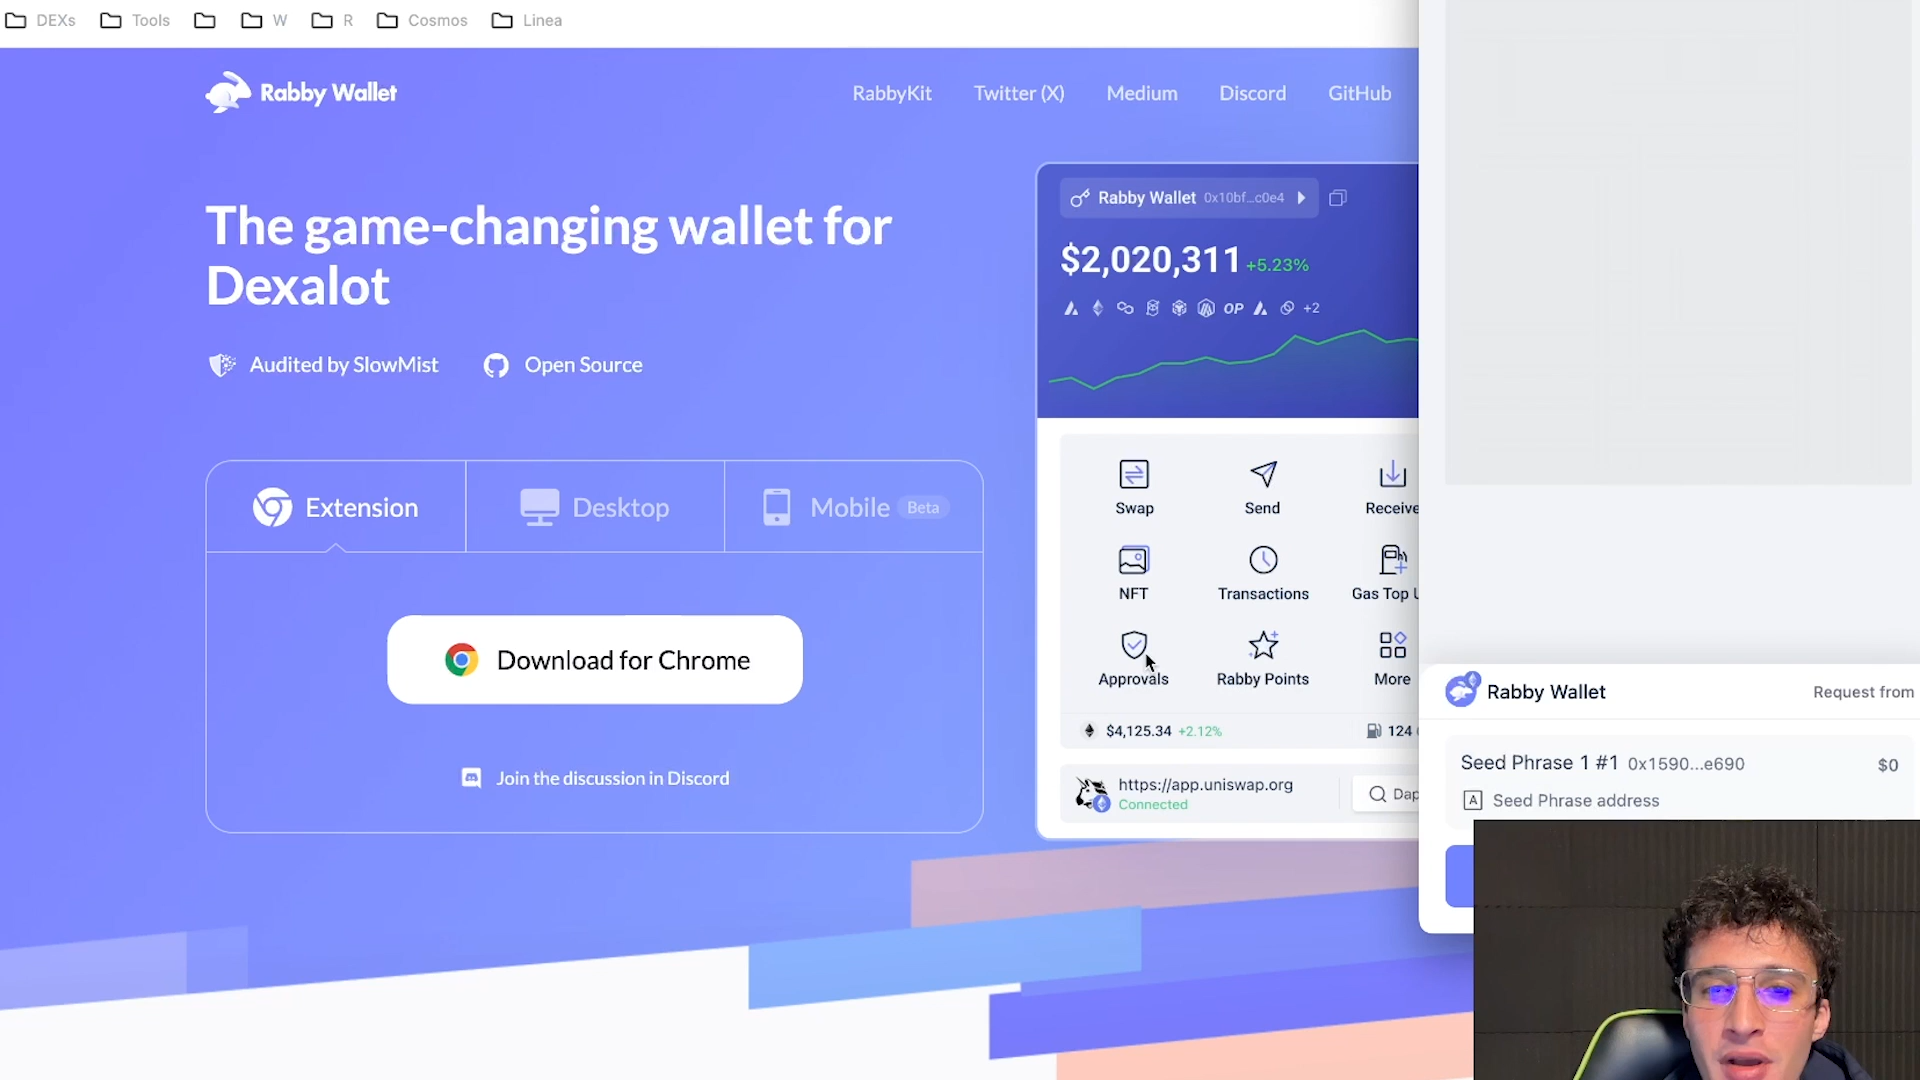 DEXs
Tools
W
R
Cosmos
Linea
Rabby Wallet
RabbyKit
Twitter (X)
Medium
Discord
GitHub
The game-changing wallet for
Dexalot
Audited by SlowMist
Open Source
Extension
Desktop
Mobile Beta
Download for Chrome
Join the discussion in Discord
Rabby Wallet 0x10bf...c0e4
$2,020,311 +5.23%
OP
+2
Swap
Send
Receive
NFT
Transactions
Gas Top U
Approvals
Rabby Points
More
$4,125.34 +2.12%
124
https://app.uniswap.org
Connected
Dap
Rabby Wallet
Request from
Seed Phrase 1 #1 0x1590...e690
$0
A Seed Phrase address